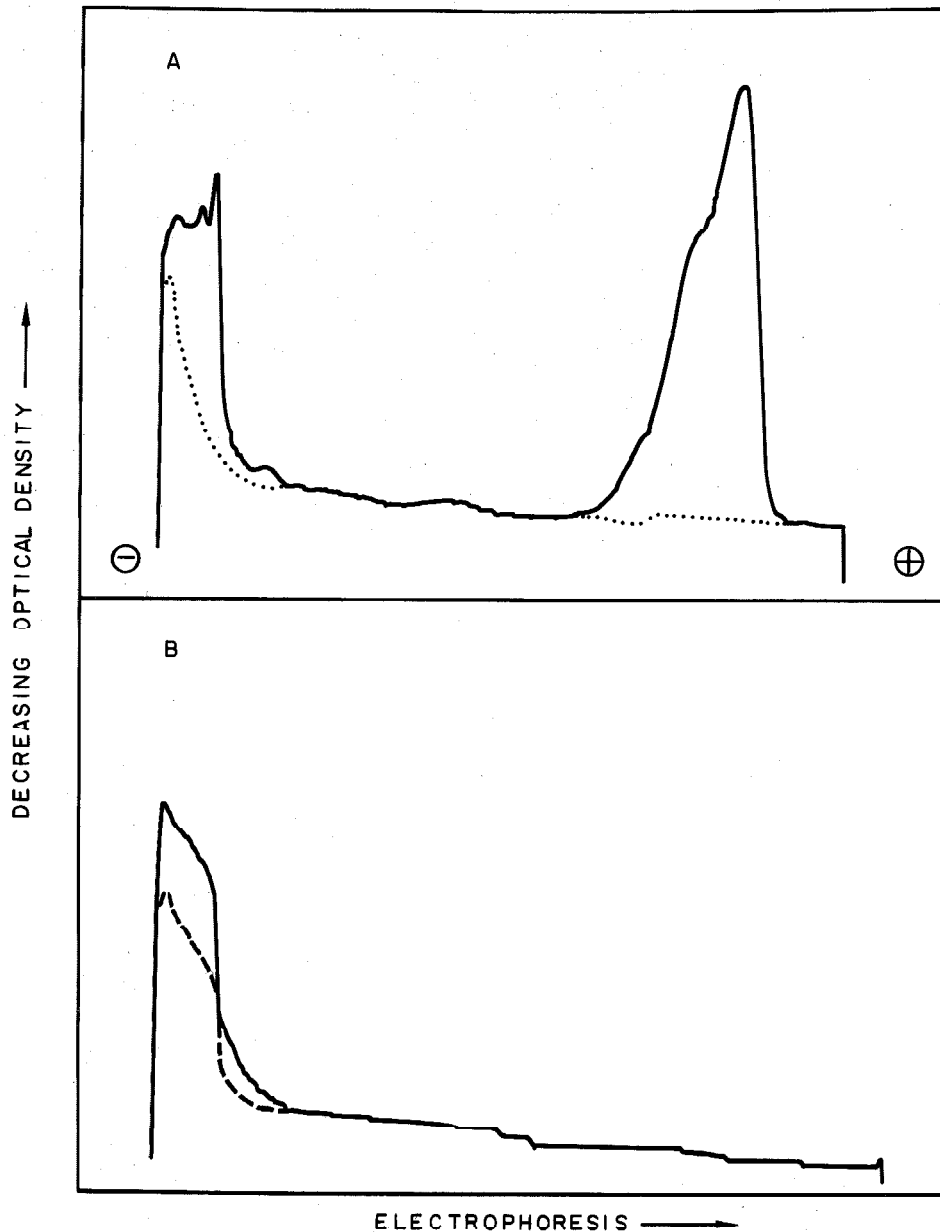 A
DECREASING OPTICAL DENSITY
⊖
⊕
B
ELECTROPHORESIS